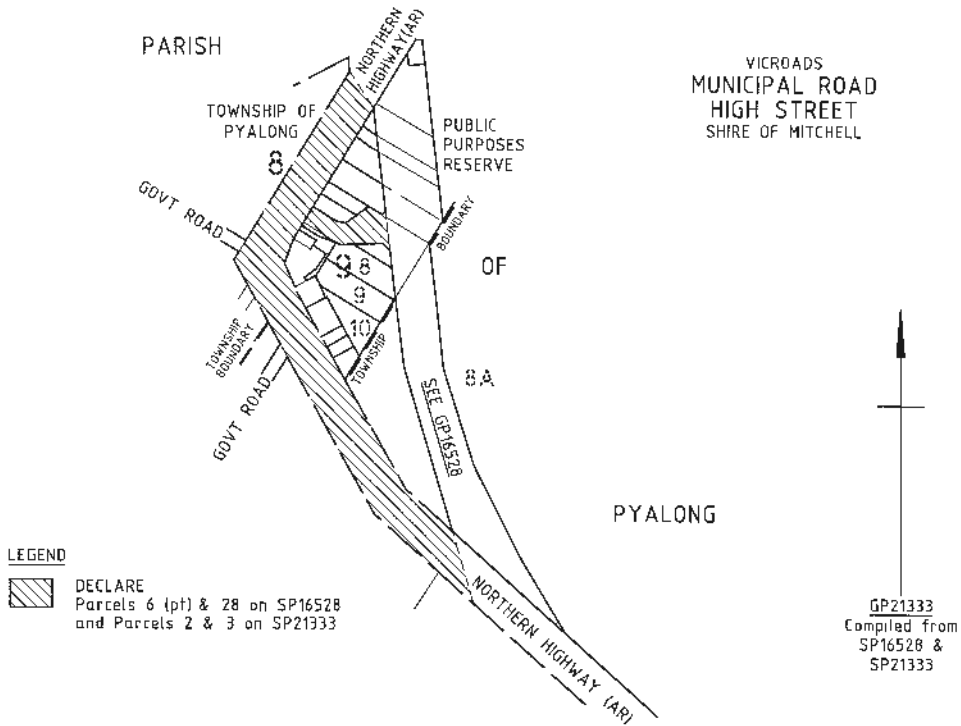 PARISH
NORTHERN
HIGHWAY(AR)
VICROADS
MUNICIPAL ROAD
HIGH STREET
SHIRE OF MITCHELL
TOWNSHIP OF
PYALONG
8
PUBLIC
PURPOSES
RESERVE
GOVT ROAD
BOUNDARY
9
8
9
10
OF
TOWNSHIP
BOUNDARY
TOWNSHIP
8A
GOVT ROAD
SEE GP16528
PYALONG
LEGEND
DECLARE
Parcels 6 (pt) & 28 on SP16528
and Parcels 2 & 3 on SP21333
NORTHERN HIGHWAY (AR)
GP21333
Compiled from
SP16528 &
SP21333